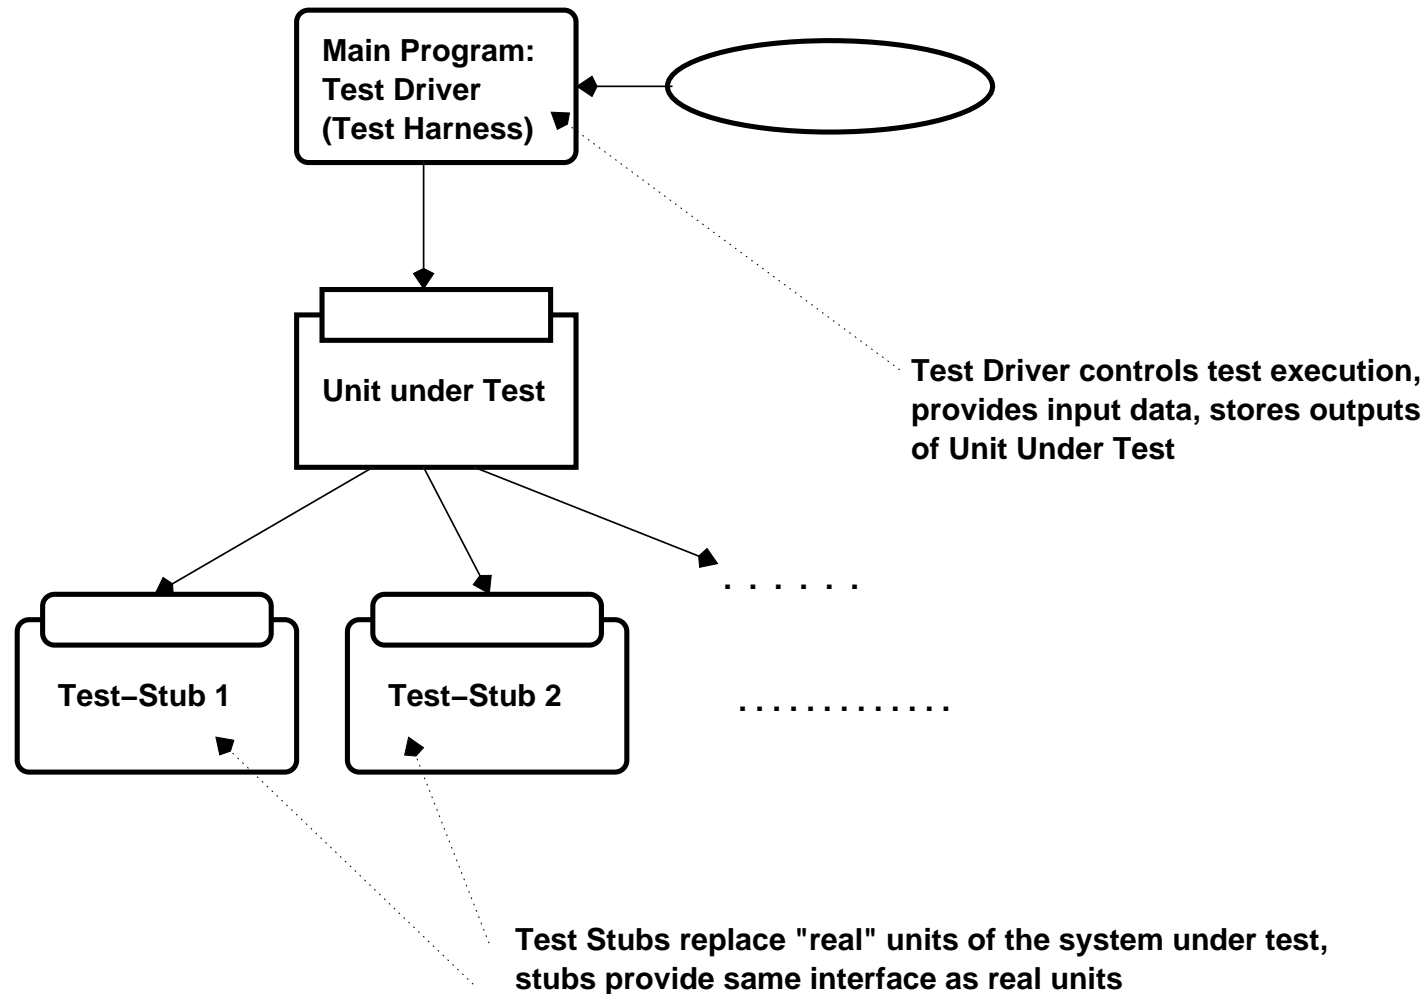 Main Program:
Test Driver
(Test Harness)
Unit under Test
Test Driver controls test execution,
provides input data, stores outputs
of Unit Under Test
. . . . . .
Test–Stub 1
Test–Stub 2
. . . . . . . . . . . . .
Test Stubs replace "real" units of the system under test,
stubs provide same interface as real units